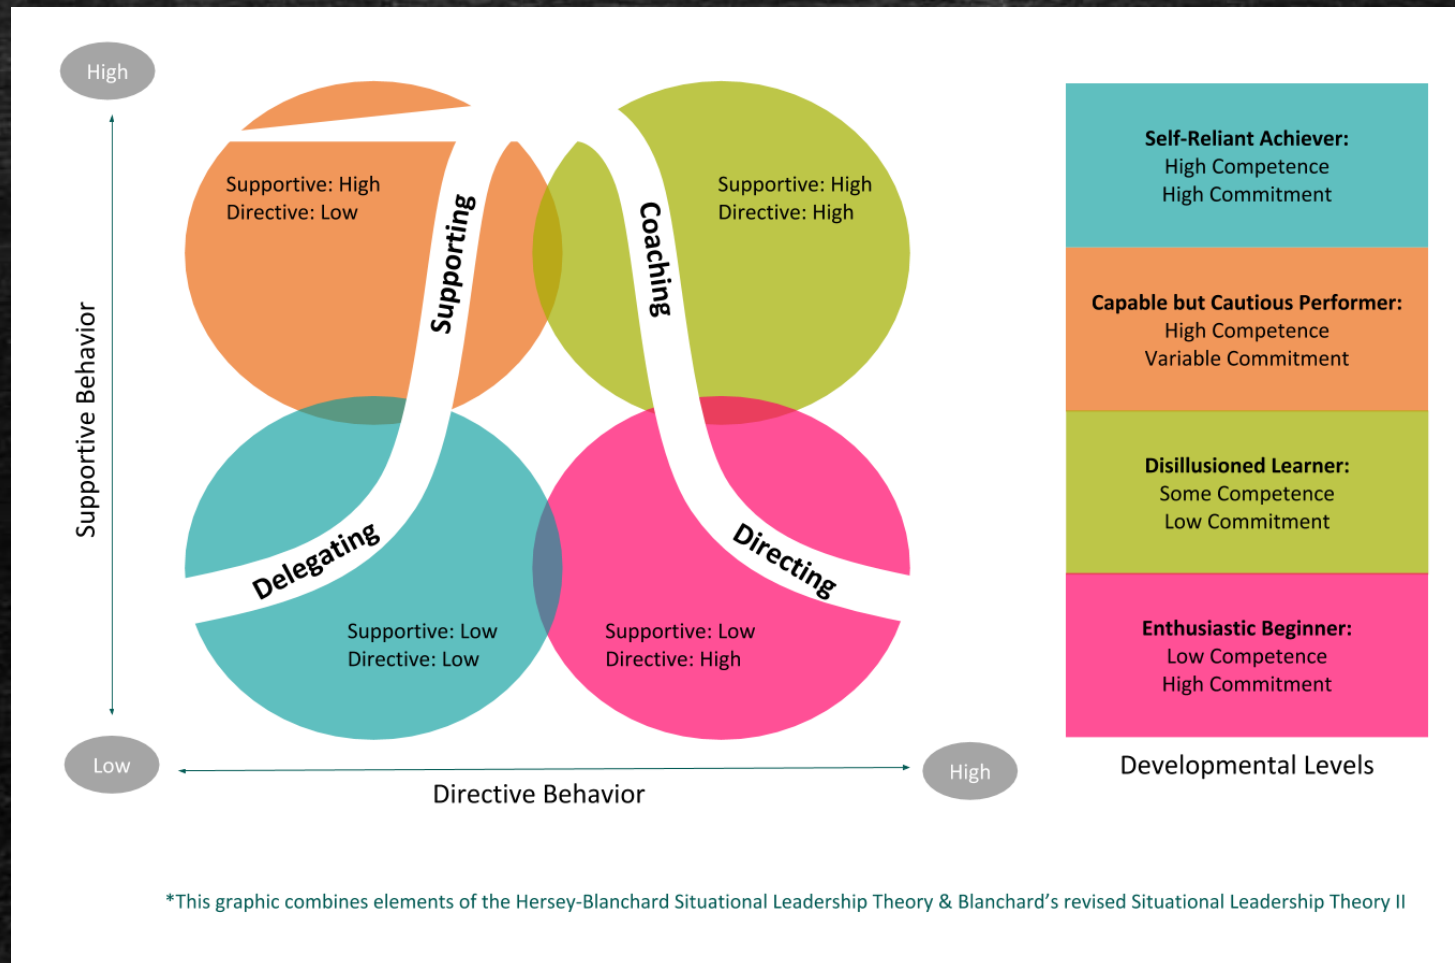 High
Supportive Behavior
Low
Supportive: High
Directive: Low
Supporting
Supportive: High
Directive: High
Coaching
Delegating
Supportive: Low
Directive: Low
Directing
Supportive: Low
Directive: High
Directive Behavior
High
Self-Reliant Achiever:
High Competence
High Commitment
Capable but Cautious Performer:
High Competence
Variable Commitment
Disillusioned Learner:
Some Competence
Low Commitment
Enthusiastic Beginner:
Low Competence
High Commitment
Developmental Levels
*This graphic combines elements of the Hersey-Blanchard Situational Leadership Theory & Blanchard’s revised Situational Leadership Theory II